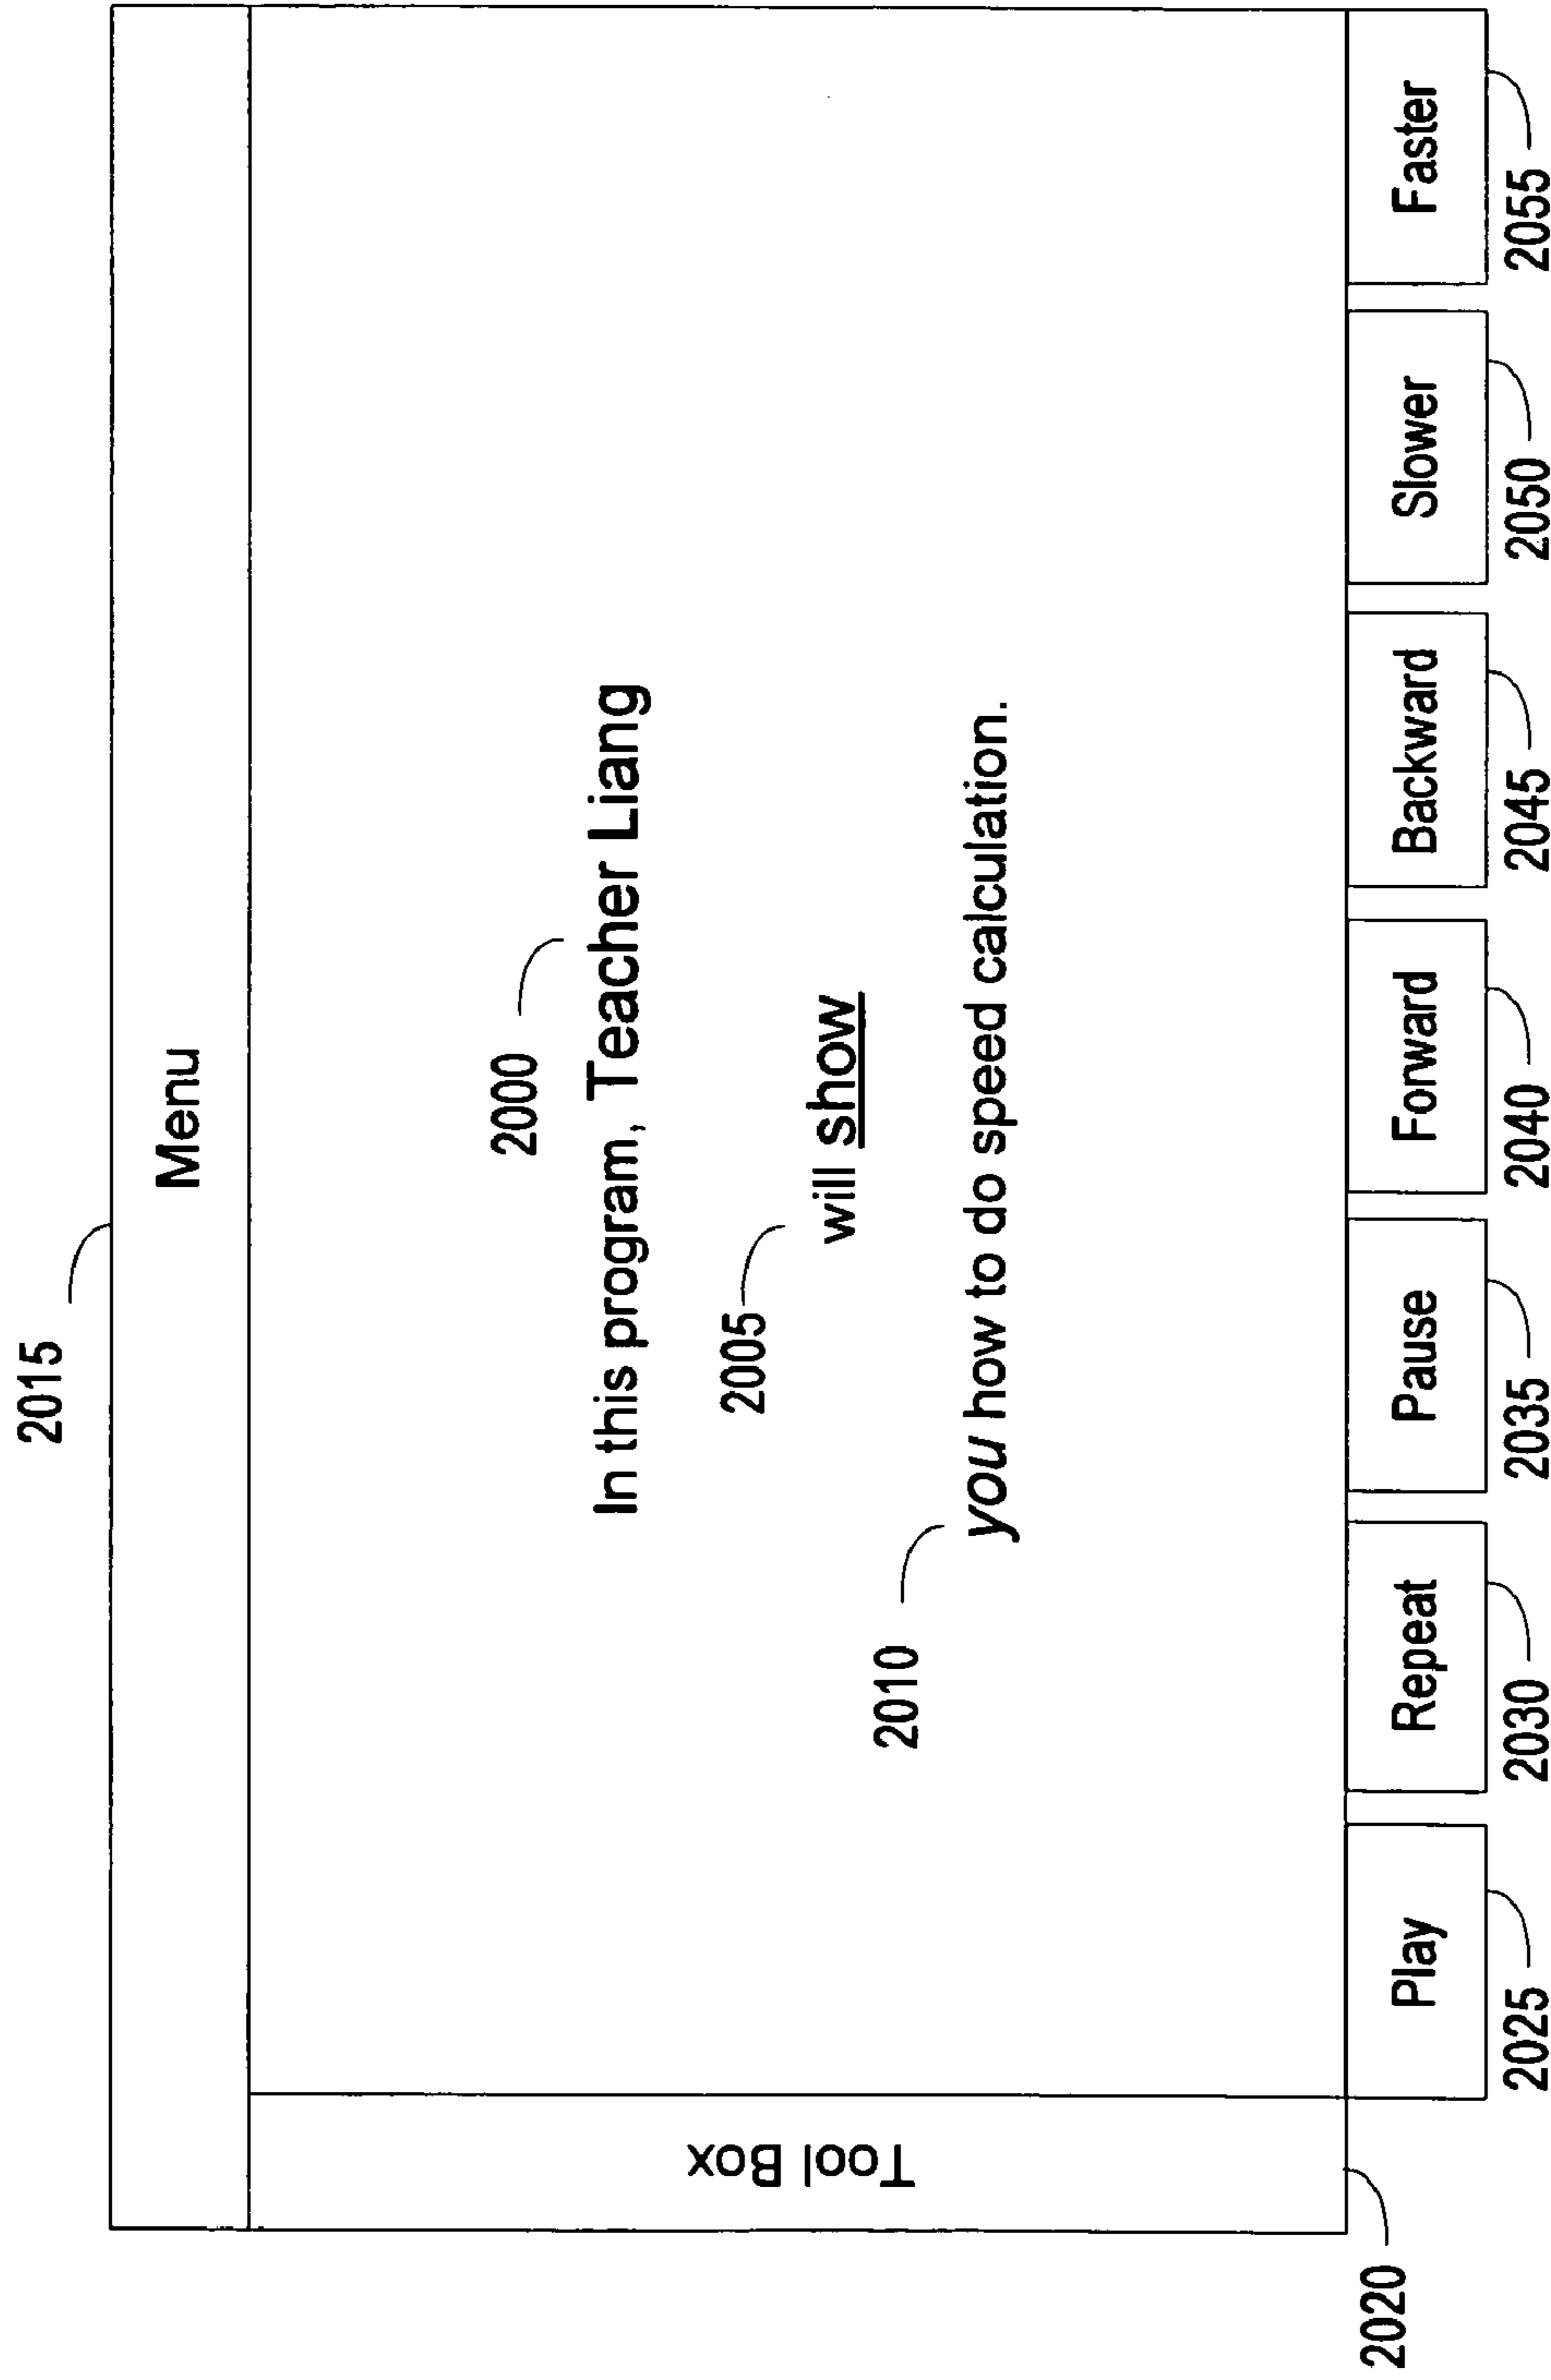 2015
Menu
2000
In this program, Teacher Liang
2005
will show
2010
you how to do speed calculation.
Tool Box
2020
Play
Repeat
Pause
Forward
Backward
Slower
Faster
2025
2030
2035
2040
2045
2050
2055